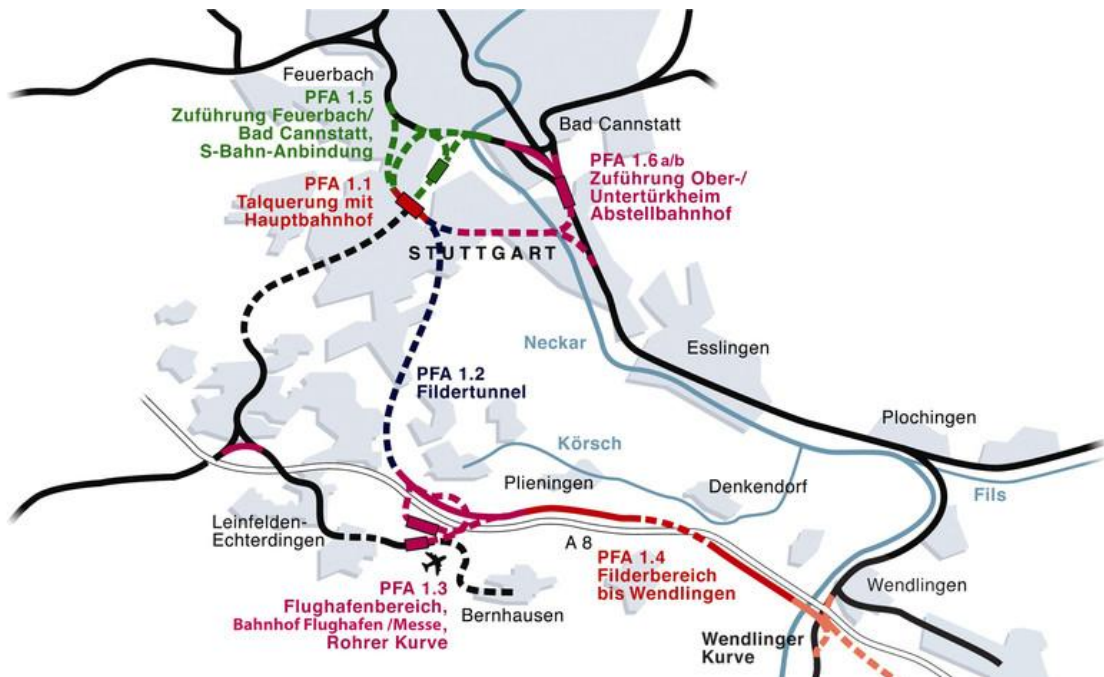 Feuerbach
PFA 1.5
Zuführung Feuerbach/
Bad Cannstatt,
S-Bahn-Anbindung
Bad Cannstatt
PFA 1.6 a/b
Zuführung Ober-/
Untertürkheim
Abstellbahnhof
PFA 1.1
Talquerung mit
Hauptbahnhof
STUTTGART
Neckar
Esslingen
PFA 1.2
Fildertunnel
Plochingen
Körsch
Plieningen
Denkendorf
Fils
Leinfelden-
Echterdingen
A 8
PFA 1.4
Filderbereich
bis Wendlingen
PFA 1.3
Flughafenbereich,
Bahnhof Flughafen /Messe,
Rohrer Kurve
Bernhausen
Wendlingen
Wendlinger
Kurve